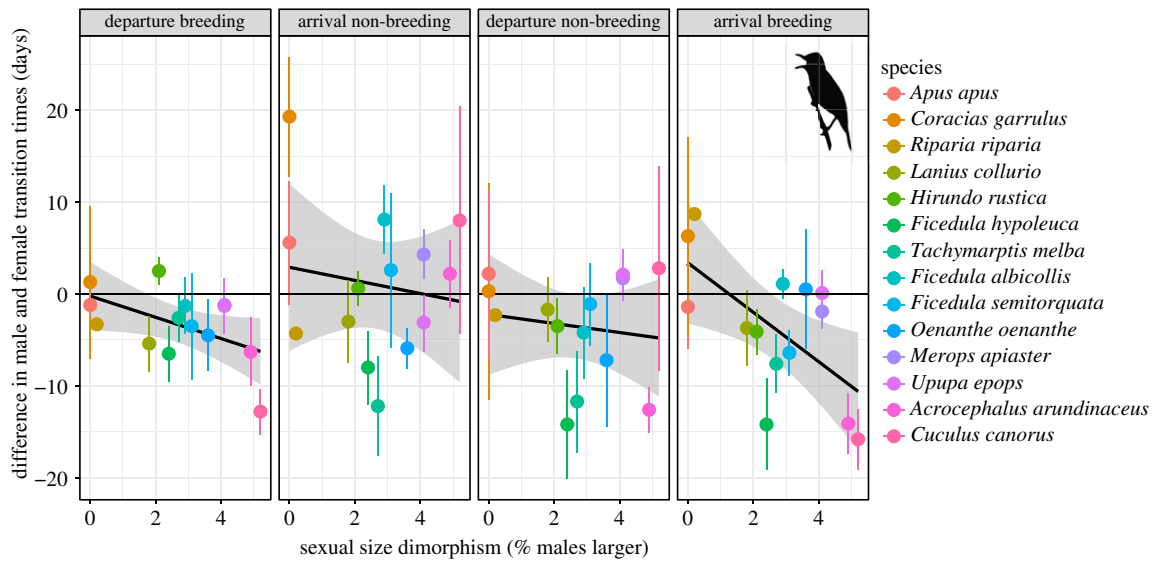 departure breeding
arrival non-breeding
departure non-breeding
arrival breeding
difference in male and female transition times (days)
20
10
0
−10
−20
0 2 4
0 2 4
0 2 4
0 2 4
sexual size dimorphism (% males larger)
species
Apus apus
Coracias garrulus
Riparia riparia
Lanius collurio
Hirundo rustica
Ficedula hypoleuca
Tachymarptis melba
Ficedula albicollis
Ficedula semitorquata
Oenanthe oenanthe
Merops apiaster
Upupa epops
Acrocephalus arundinaceus
Cuculus canorus